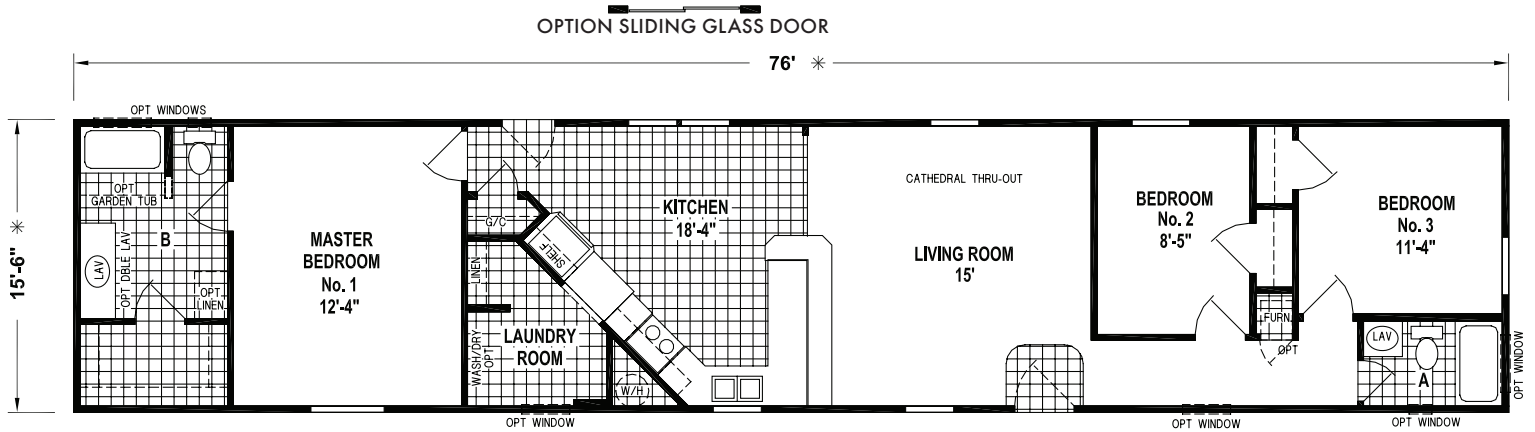 OPTION SLIDING GLASS DOOR
76' ✳
15'-6" ✳
OPT WINDOWS
OPT
GARDEN TUB
B
LAV
OPT DBLE LAV
OPT
LINEN
MASTER
BEDROOM
No. 1
12'-4"
G/C
LINEN
SHELF
WASH/DRY
OPT
LAUNDRY
ROOM
W/H
OPT WINDOW
KITCHEN
18'-4"
CATHEDRAL THRU-OUT
LIVING ROOM
15'
BEDROOM
No. 2
8'-5"
FURN.
OPT
BEDROOM
No. 3
11'-4"
LAV
A
OPT WINDOW
OPT WINDOW
OPT WINDOW